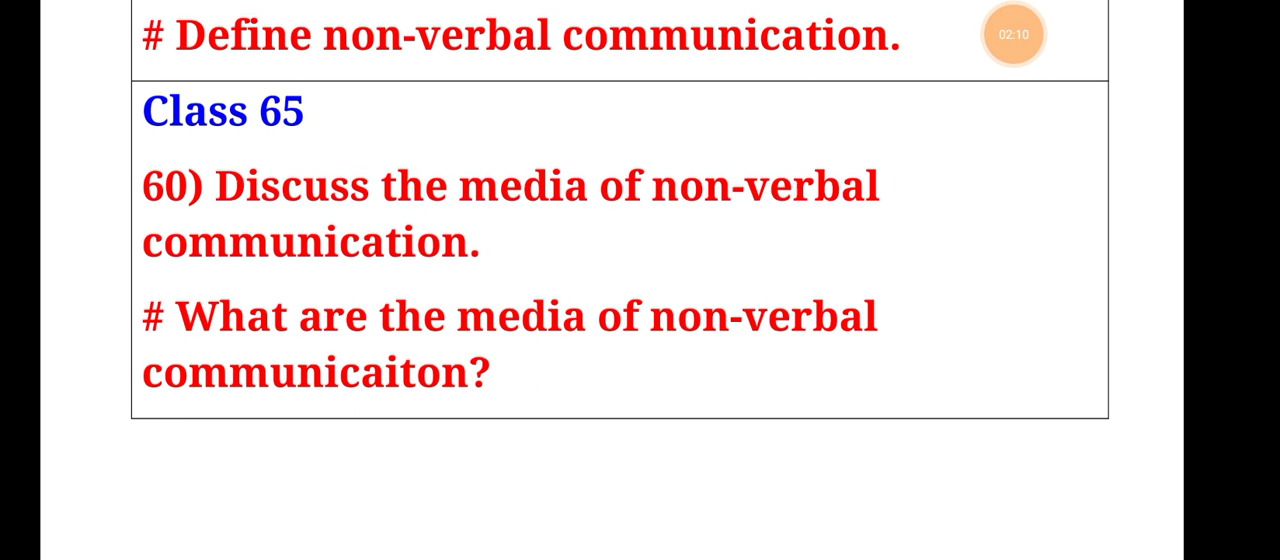 # Define non-verbal communication.
02:10
Class 65
60) Discuss the media of non-verbal
communication.
# What are the media of non-verbal
communicaiton?